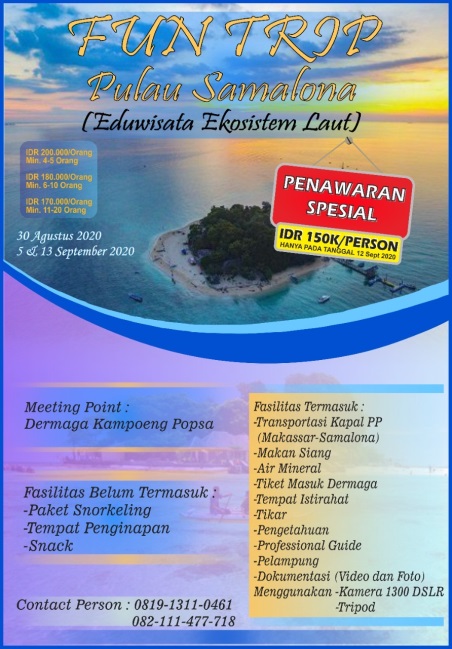 FUN TRIP
Pulau Samalona
(Eduwisata Ekosistem Laut)
IDR 200.000/Orang
Min. 4-5 Orang
IDR 180.000/Orang
Min. 6-10 Orang
IDR 170.000/Orang
Min. 11-20 Orang
PENAWARAN
SPESIAL
IDR 150K/PERSON
HANYA PADA TANGGAL 12 Sept 2020
30 Agustus 2020
5 & 13 September 2020
Meeting Point :
Dermaga Kampoeng Popsa
Fasilitas Belum Termasuk :
-Paket Snorkeling
-Tempat Penginapan
-Snack
Contact Person : 0819-1311-0461
082-111-477-718
Fasilitas Termasuk :
-Transportasi Kapal PP
(Makassar-Samalona)
-Makan Siang
-Air Mineral
-Tiket Masuk Dermaga
-Tempat Istirahat
-Tikar
-Pengetahuan
-Professional Guide
-Pelampung
-Dokumentasi (Video dan Foto)
Menggunakan -Kamera 1300 DSLR
-Tripod